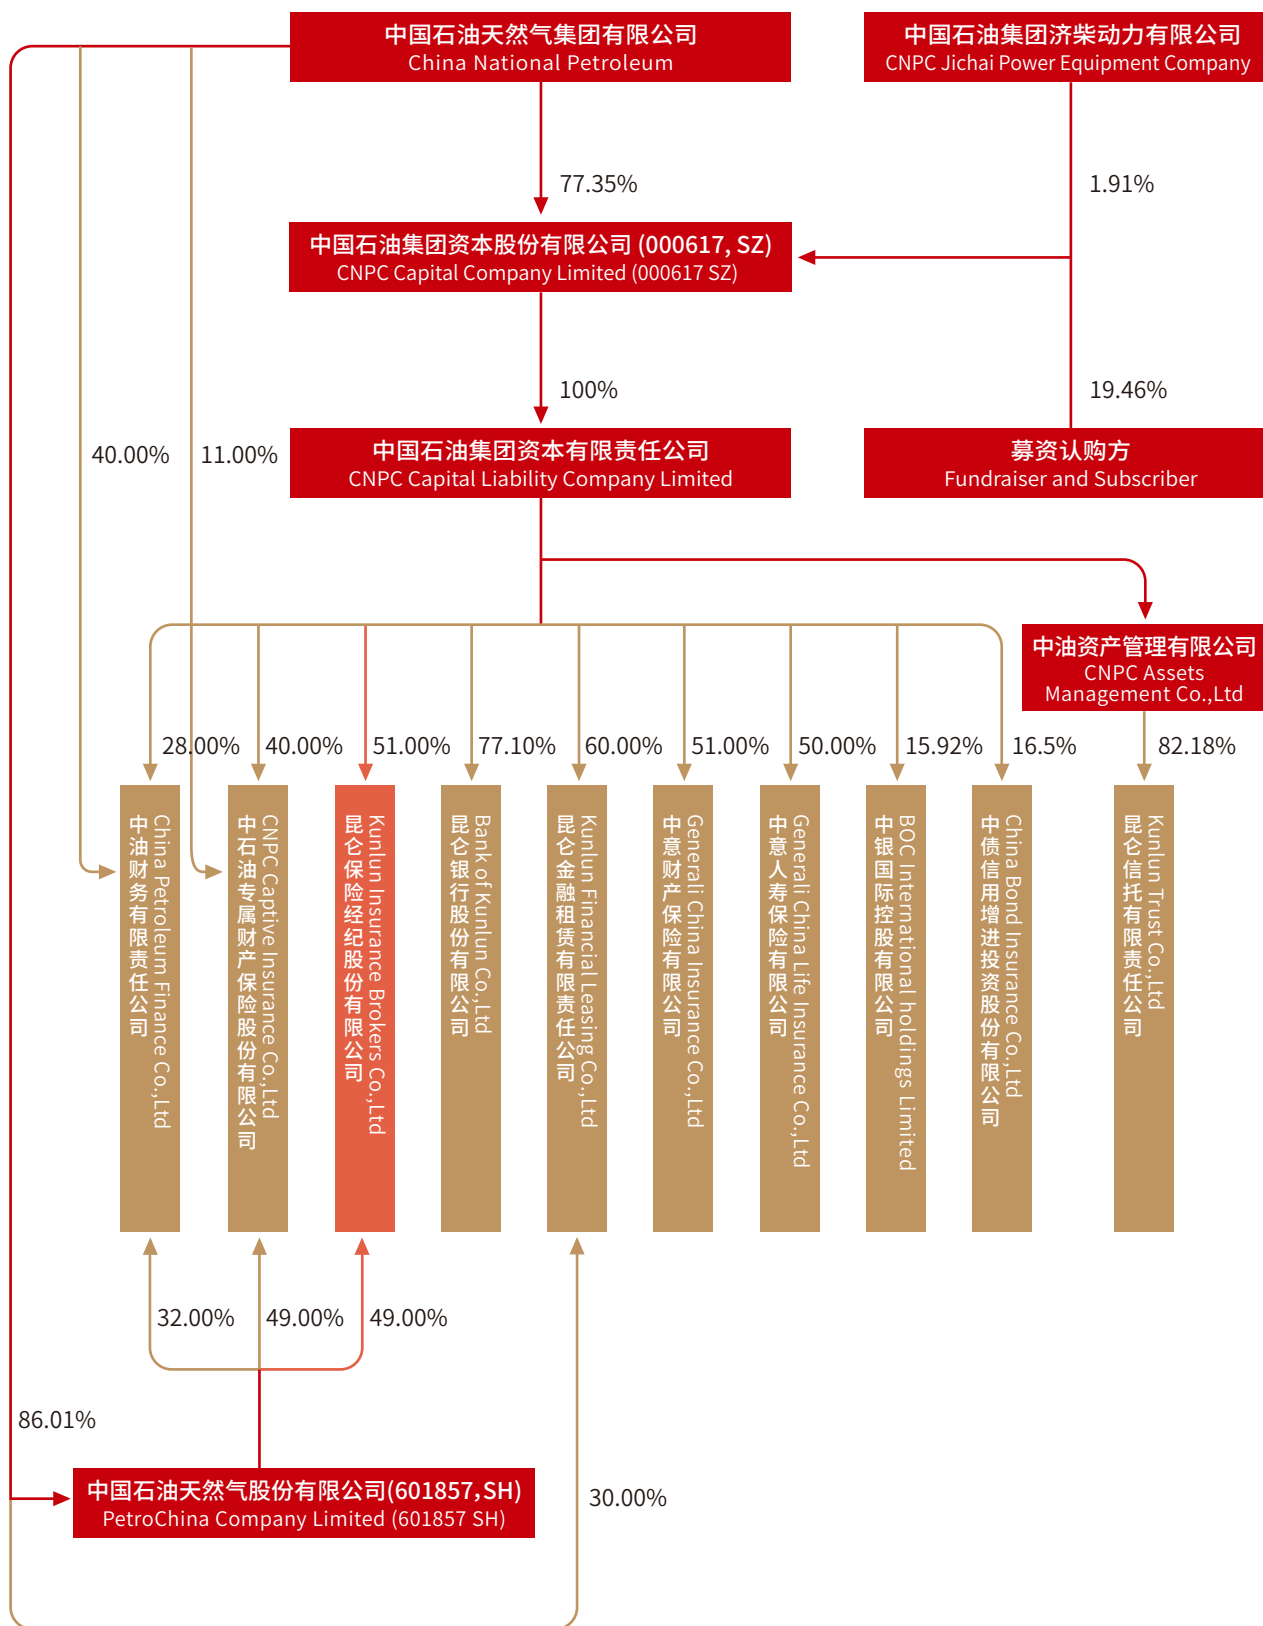 中国石油天然气集团有限公司
China National Petroleum
中国石油集团济柴动力有限公司
CNPC Jichai Power Equipment Company
77.35%
1.91%
中国石油集团资本股份有限公司 (000617, SZ)
CNPC Capital Company Limited (000617 SZ)
100%
19.46%
40.00%
11.00%
中国石油集团资本有限责任公司
CNPC Capital Liability Company Limited
募资认购方
Fundraiser and Subscriber
中油资产管理有限公司
CNPC Assets
Management Co.,Ltd
28.00%
40.00%
51.00%
77.10%
60.00%
51.00%
50.00%
15.92%
16.5%
82.18%
中油财务有限责任公司
China Petroleum Finance Co.,Ltd
中石油专属财产保险股份有限公司
CNPC Captive Insurance Co.,Ltd
昆仑保险经纪股份有限公司
Kunlun Insurance Brokers Co.,Ltd
昆仑银行股份有限公司
Bank of Kunlun Co.,Ltd
昆仑金融租赁有限责任公司
Kunlun Financial Leasing Co.,Ltd
中意财产保险有限公司
Generali China Insurance Co.,Ltd
中意人寿保险有限公司
Generali China Life Insurance Co.,Ltd
中银国际控股有限公司
BOC International holdings Limited
中债信用增进投资股份有限公司
China Bond Insurance Co.,Ltd
昆仑信托有限责任公司
Kunlun Trust Co.,Ltd
32.00%
49.00%
49.00%
86.01%
中国石油天然气股份有限公司(601857,SH)
PetroChina Company Limited (601857 SH)
30.00%